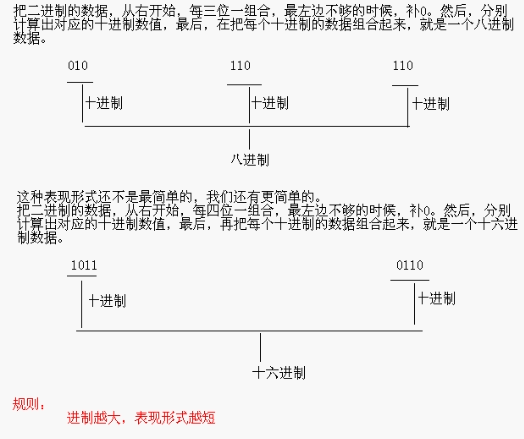 把二进制的数据，从右开始，每三位一组合，最左边不够的时候，补0。然后，分别
计算出对应的十进制数值，最后，在把每个十进制的数据组合起来，就是一个八进制
数据。
010 110 110
十进制 十进制 十进制
八进制
这种表现形式还不是最简单的，我们还有更简单的。
把二进制的数据，从右开始，每四位一组合，最左边不够的时候，补0。然后，分别
计算出对应的十进制数值，最后，再把每个十进制的数据组合起来，就是一个十六进
制数据。
1011 0110
十进制 十进制
十六进制
规则：
进制越大，表现形式越短